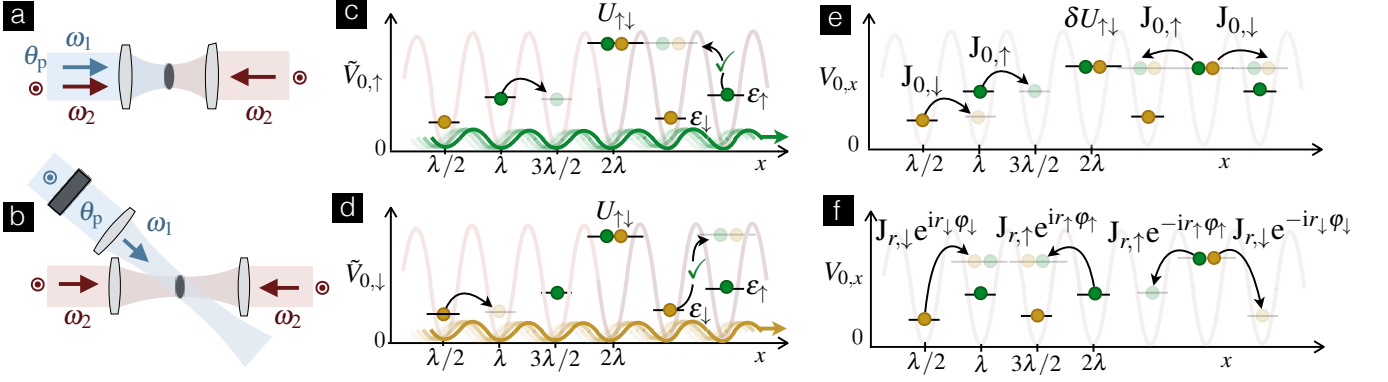 a
ω₁
θₚ
ω₂
ω₂
b
θₚ
ω₁
ω₂
ω₂
c
Ṽ₀,↑
U↑↓
✓
ε↑
ε↓
0
λ/2
λ
3λ/2
2λ
x
d
Ṽ₀,↓
U↑↓
✓
ε↑
ε↓
0
λ/2
λ
3λ/2
2λ
x
e
V₀,ₓ
J₀,↓
J₀,↑
δU↑↓
J₀,↑
J₀,↓
0
λ/2
λ
3λ/2
2λ
x
f
V₀,ₓ
Jᵣ,↓e^{ir↓φ↓}
Jᵣ,↑e^{ir↑φ↑}
Jᵣ,↑e^{−ir↑φ↑}
Jᵣ,↓e^{−ir↓φ↓}
0
λ/2
λ
3λ/2
2λ
x